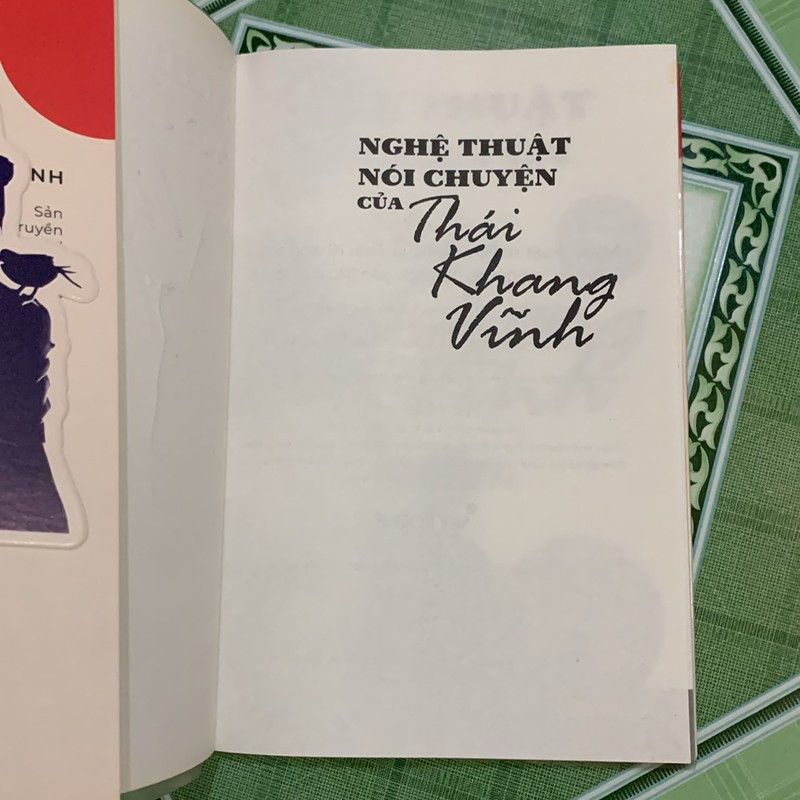 NH
Sản
ruyền
NGHỆ THUẬT
NÓI CHUYỆN
CỦA Thái
Khang
Vĩnh